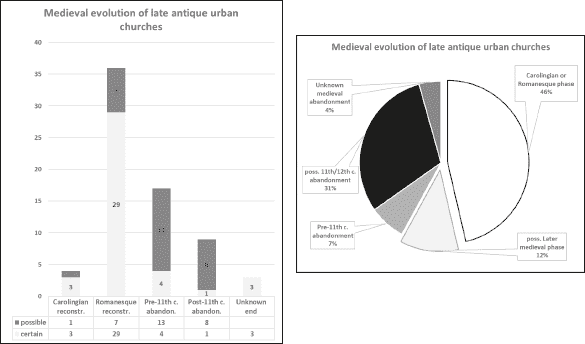 Medieval evolution of late antique urban
churches
40
35
30
25
20
15
10
5
0
3
29
4
1
3
Carolingian reconstr.
Romanesque reconstr.
Pre-11th c. abandon.
Post-11th c. abandon.
Unknown end
possible 1 7 13 8
certain 3 29 4 1 3
Medieval evolution of late antique urban churches
Unknown
medieval
abandonment
4%
Carolingian or
Romanesque phase
46%
poss. 11th/12th c.
abandonment
31%
Pre-11th c.
abandonment
7%
poss. Later
medieval phase
12%